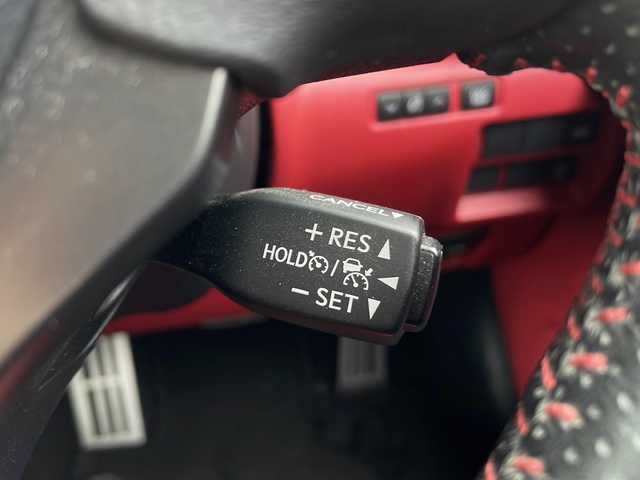 CANCEL▼
+ RES ▲
HOLD / ◀
− SET ▼